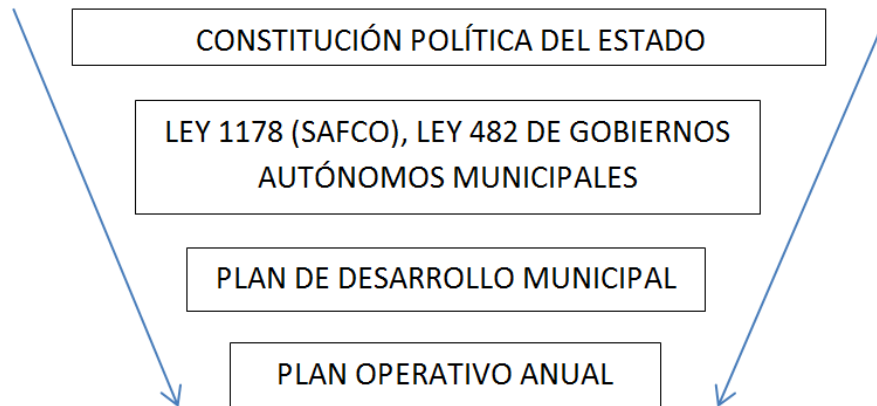 CONSTITUCIÓN POLÍTICA DEL ESTADO
LEY 1178 (SAFCO), LEY 482 DE GOBIERNOS
AUTÓNOMOS MUNICIPALES
PLAN DE DESARROLLO MUNICIPAL
PLAN OPERATIVO ANUAL